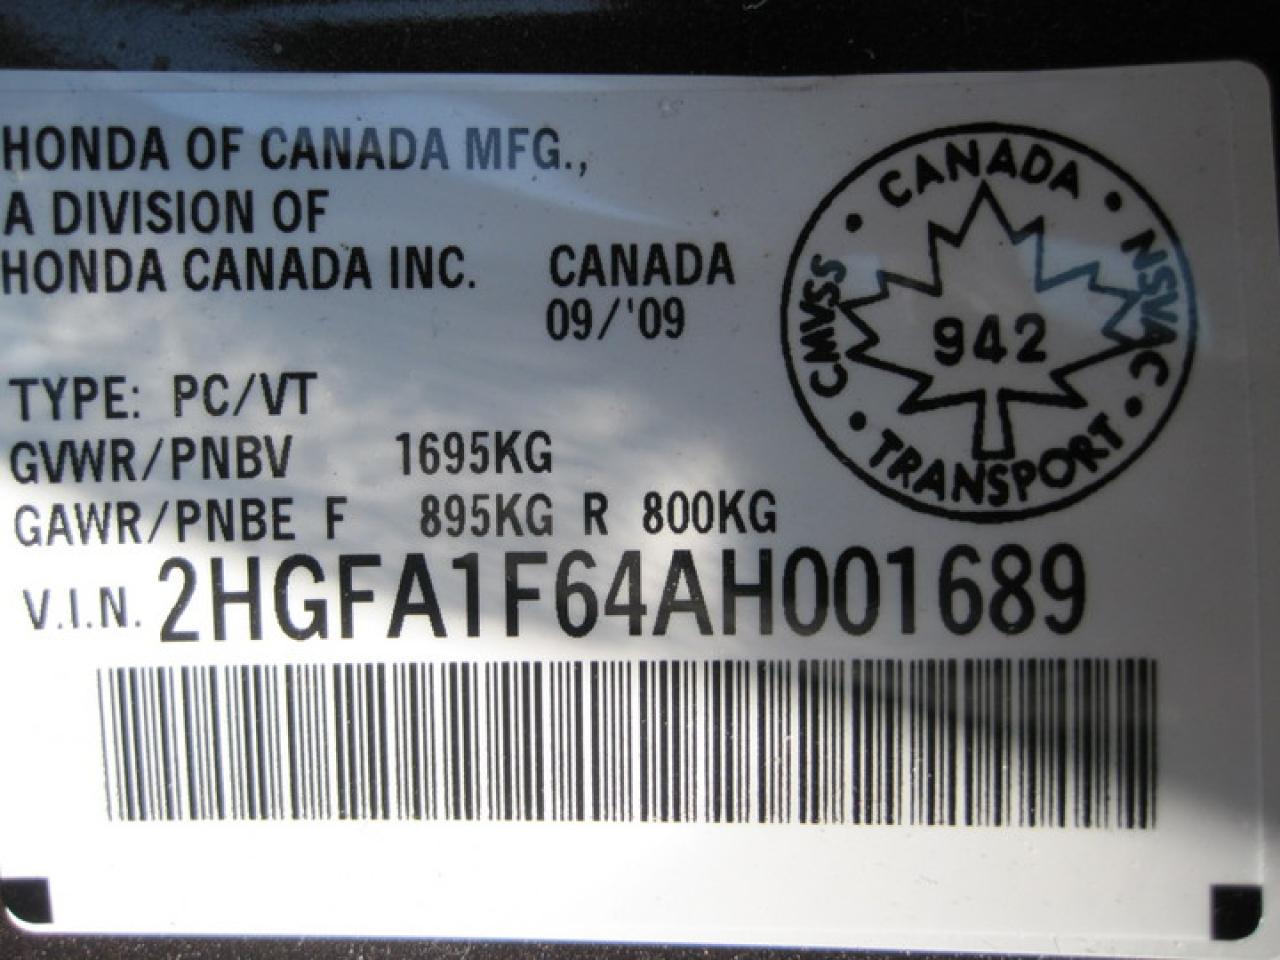 HONDA OF CANADA MFG.,
A DIVISION OF
HONDA CANADA INC.
CANADA
09/'09
TYPE: PC/VT
GVWR/PNBV 1695KG
GAWR/PNBE F 895KG R 800KG
V.I.N. 2HGFA1F64AH001689
CANADA • NSVAC • TRANSPORT • CMVSS •
942